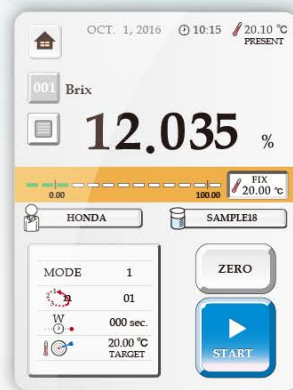 OCT. 1, 2016 10:15 20.10 °C
PRESENT
001 Brix
12.035 %
0.00 100.00 FIX
20.00 °C
HONDA SAMPLE18
MODE 1
01
W 000 sec.
20.00 °C
TARGET
ZERO
START